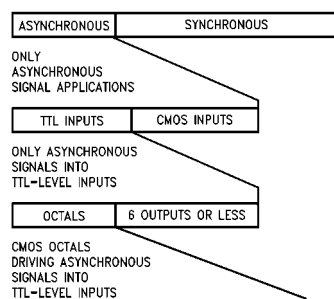 ASYNCHRONOUS SYNCHRONOUS
ONLY
ASYNCHRONOUS
SIGNAL APPLICATIONS
TTL INPUTS CMOS INPUTS
ONLY ASYNCHRONOUS
SIGNALS INTO
TTL-LEVEL INPUTS
OCTALS 6 OUTPUTS OR LESS
CMOS OCTALS
DRIVING ASYNCHRONOUS
SIGNALS INTO
TTL-LEVEL INPUTS